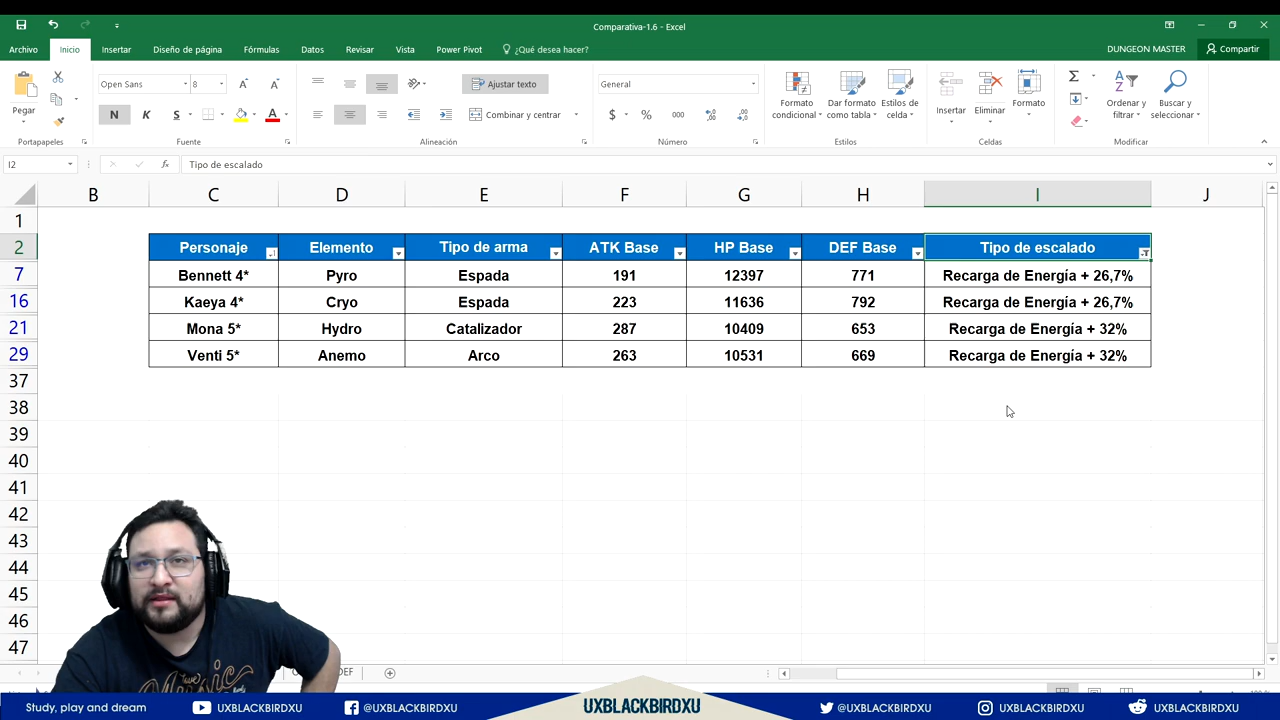 Comparativa-1.6 - Excel
Archivo Inicio Insertar Diseño de página Fórmulas Datos Revisar Vista Power Pivot ¿Qué desea hacer? DUNGEON MASTER Compartir
Pegar
Open Sans 8
N K S
Ajustar texto
Combinar y centrar
General
$ % 000
Formato condicional
Dar formato como tabla
Estilos de celda
Insertar Eliminar Formato
Ordenar y filtrar
Buscar y seleccionar
Portapapeles Fuente Alineación Número Estilos Celdas Modificar
I2 fx Tipo de escalado
B C D E F G H I J
1
2 Personaje Elemento Tipo de arma ATK Base HP Base DEF Base Tipo de escalado
7 Bennett 4* Pyro Espada 191 12397 771 Recarga de Energía + 26,7%
16 Kaeya 4* Cryo Espada 223 11636 792 Recarga de Energía + 26,7%
21 Mona 5* Hydro Catalizador 287 10409 653 Recarga de Energía + 32%
29 Venti 5* Anemo Arco 263 10531 669 Recarga de Energía + 32%
37
38
39
40
41
42
43
44
45
46
47
Study, play and dream UXBLACKBIRDXU @UXBLACKBIRDXU UXBLACKBIRDXU @UXBLACKBIRDXU UXBLACKBIRDXU UXBLACKBIRDXU